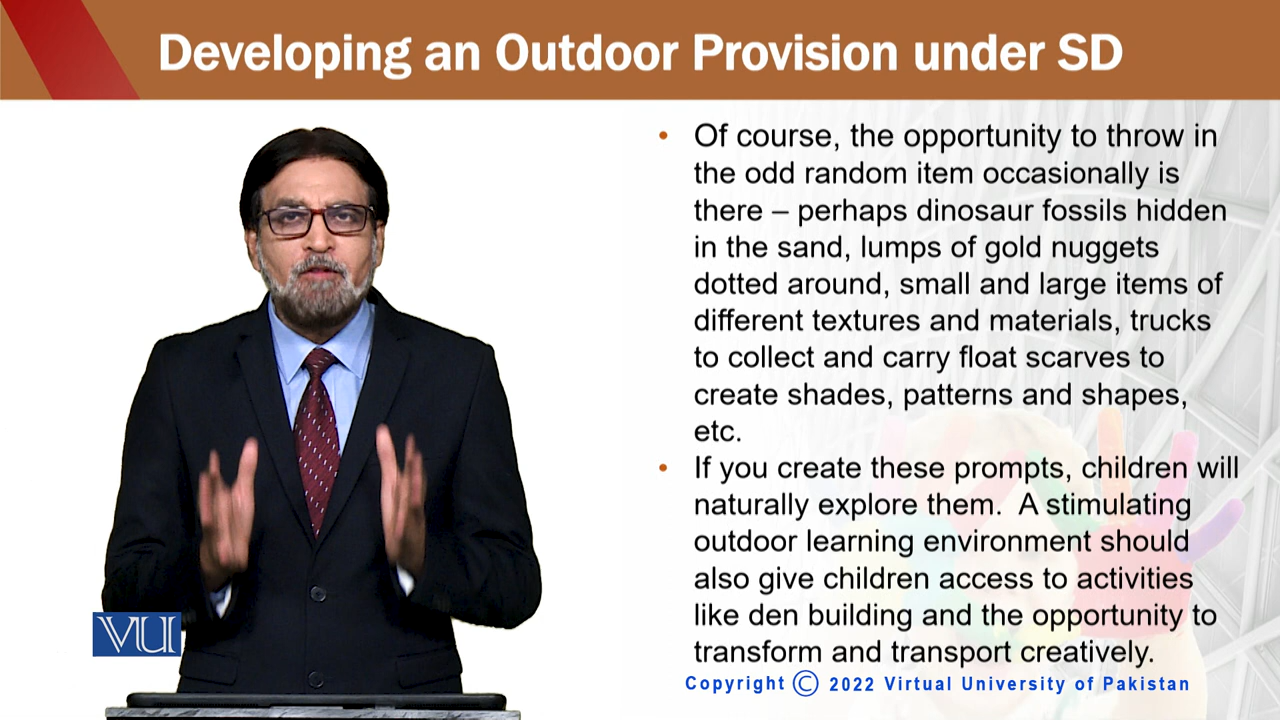 Developing an Outdoor Provision under SD
• Of course, the opportunity to throw in
the odd random item occasionally is
there – perhaps dinosaur fossils hidden
in the sand, lumps of gold nuggets
dotted around, small and large items of
different textures and materials, trucks
to collect and carry float scarves to
create shades, patterns and shapes,
etc.
• If you create these prompts, children will
naturally explore them.  A stimulating
outdoor learning environment should
also give children access to activities
like den building and the opportunity to
transform and transport creatively.
VU
Copyright © 2022 Virtual University of Pakistan